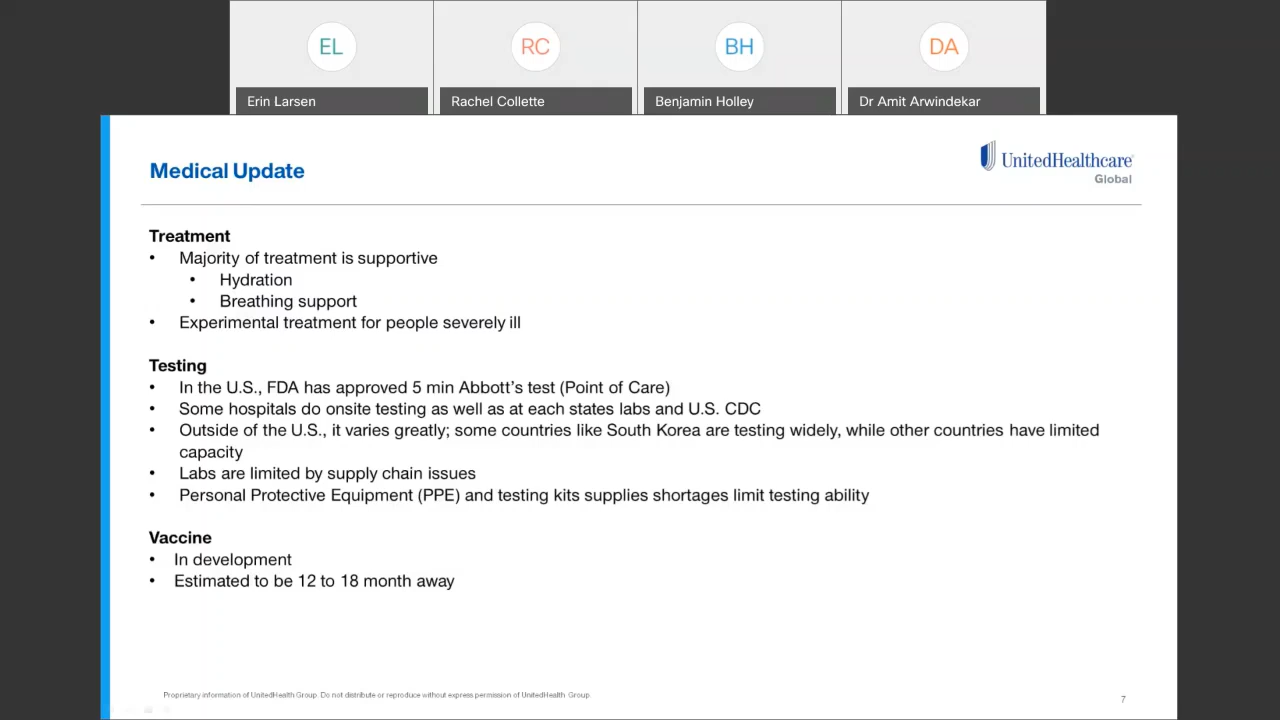 EL
RC
BH
DA
Erin Larsen
Rachel Collette
Benjamin Holley
Dr Amit Arwindekar
Medical Update
UnitedHealthcare
Global
Treatment
• Majority of treatment is supportive
• Hydration
• Breathing support
• Experimental treatment for people severely ill
Testing
• In the U.S., FDA has approved 5 min Abbott's test (Point of Care)
• Some hospitals do onsite testing as well as at each states labs and U.S. CDC
• Outside of the U.S., it varies greatly; some countries like South Korea are testing widely, while other countries have limited
capacity
• Labs are limited by supply chain issues
• Personal Protective Equipment (PPE) and testing kits supplies shortages limit testing ability
Vaccine
• In development
• Estimated to be 12 to 18 month away
Proprietary information of UnitedHealth Group. Do not distribute or reproduce without express permission of UnitedHealth Group.
7